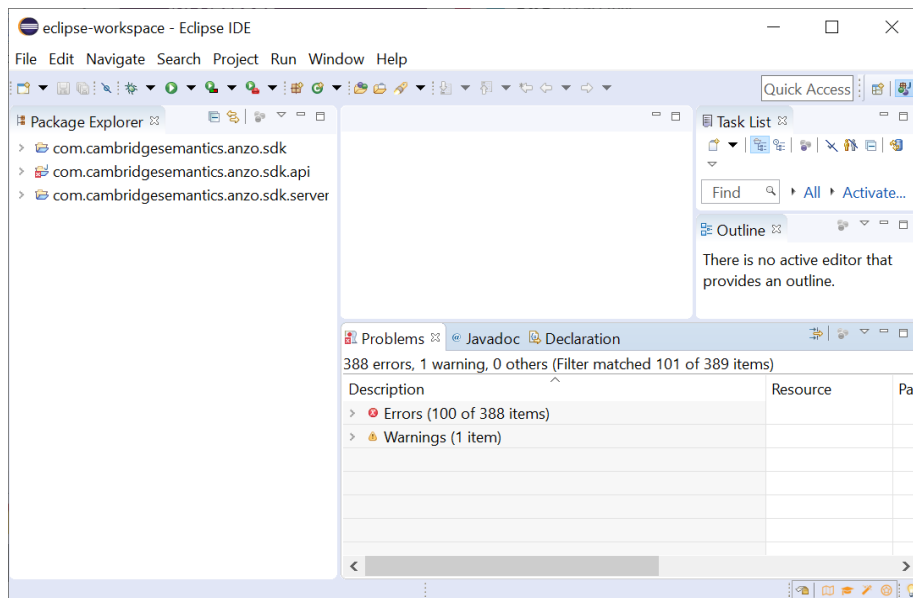 eclipse-workspace - Eclipse IDE
File Edit Navigate Search Project Run Window Help
Quick Access
Package Explorer
com.cambridgesemantics.anzo.sdk
com.cambridgesemantics.anzo.sdk.api
com.cambridgesemantics.anzo.sdk.server
Task List
Find
All
Activate...
Outline
There is no active editor that
provides an outline.
Problems
@ Javadoc
Declaration
388 errors, 1 warning, 0 others (Filter matched 101 of 389 items)
Description Resource Pa
Errors (100 of 388 items)
Warnings (1 item)